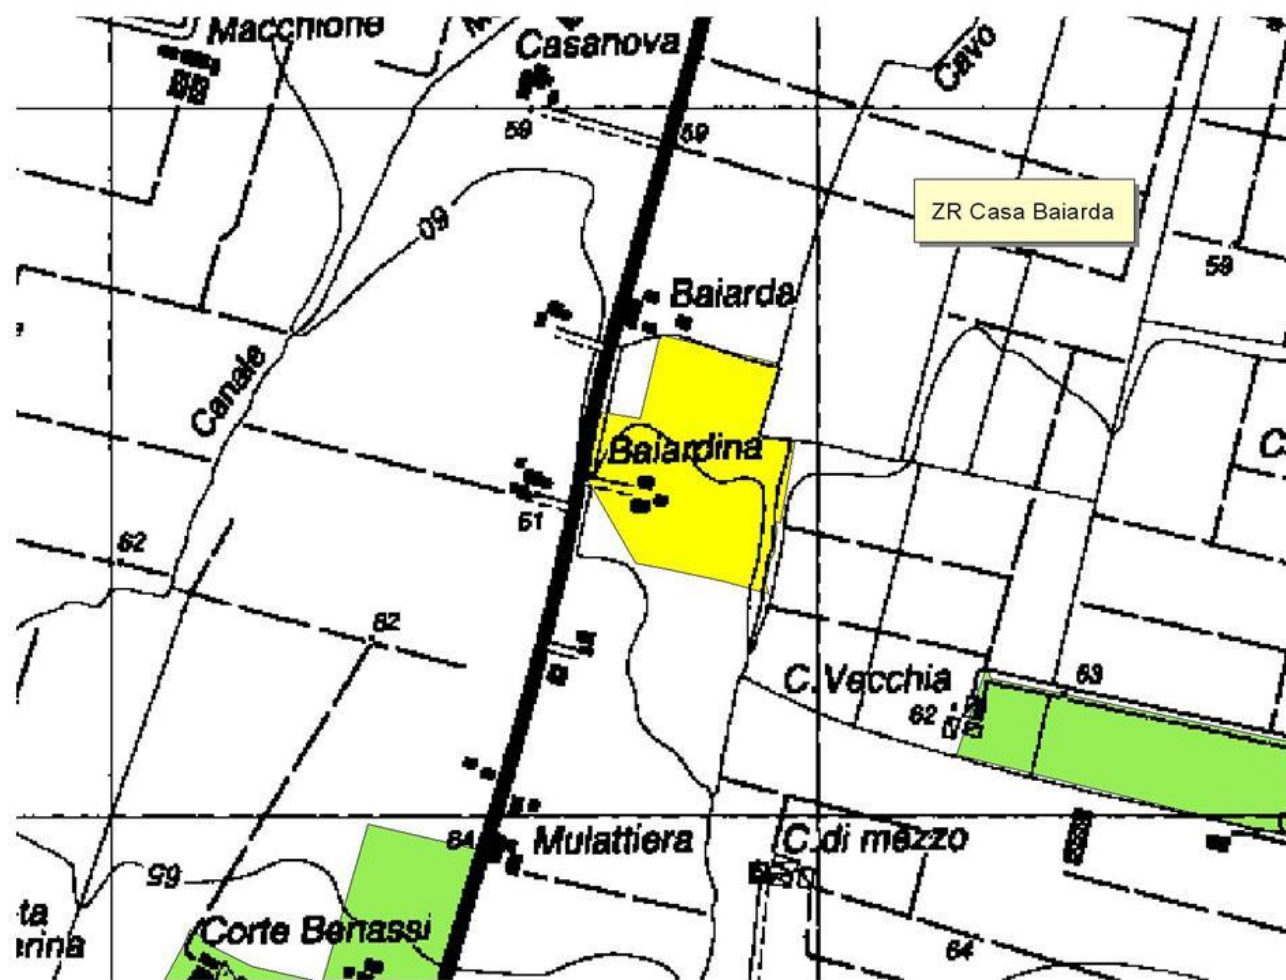 Macchione
Casanova
Cavo
59
59
ZR Casa Baiarda
60
59
Baiarda
Canale
Baiardina
61
62
62
C. Vecchia
63
62
64
Mulattiera
C. di mezzo
65
Corte Benassi
64